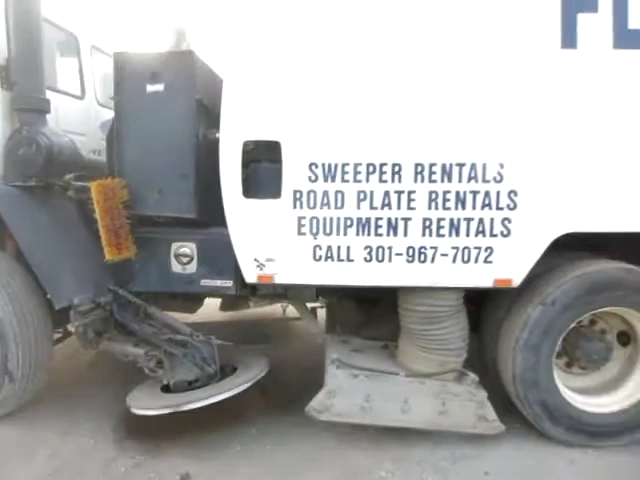 SWEEPER RENTALS
ROAD PLATE RENTALS
EQUIPMENT RENTALS
CALL 301-967-7072